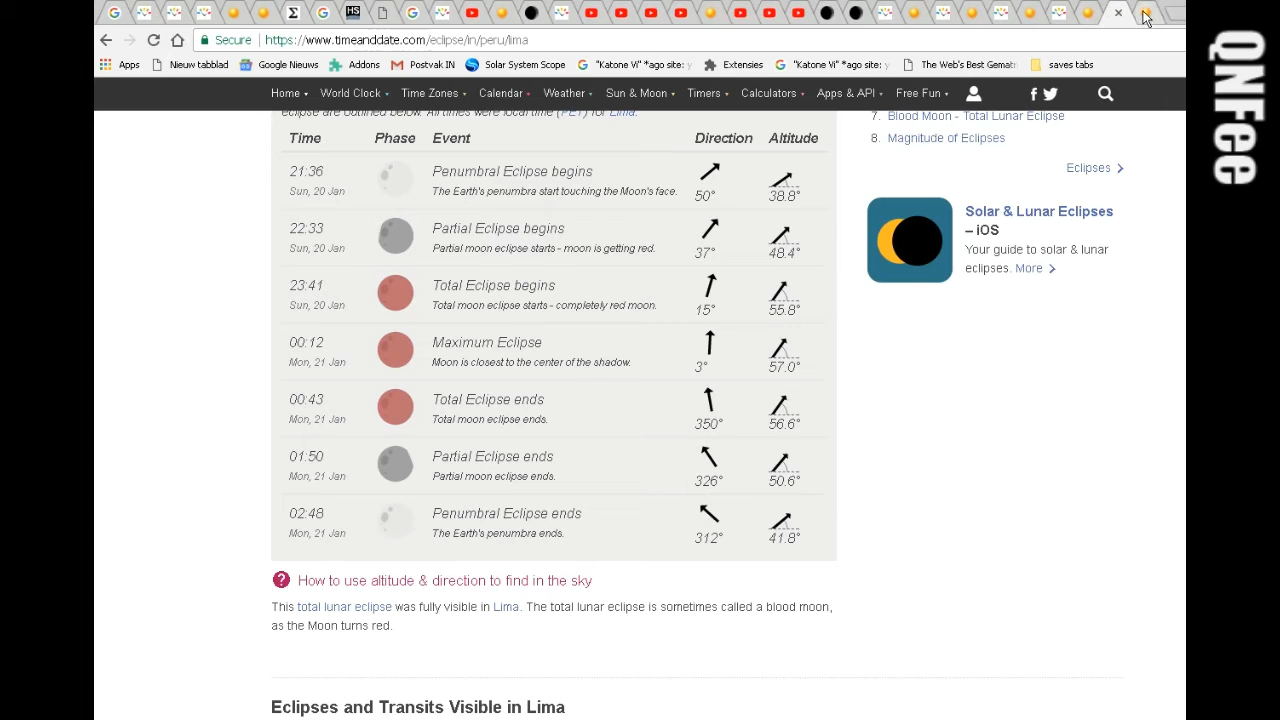 Secure
https://www.timeanddate.com/eclipse/in/peru/lima
Apps
Nieuw tabblad
Google Nieuws
Addons
Postvak IN
Solar System Scope
"Katone Vi" *ago site:
Extensies
"Katone Vi" *ago site:
The Web's Best Gemat
saves tabs
Home
World Clock
Time Zones
Calendar
Weather
Sun & Moon
Timers
Calculators
Apps & API
Free Fun
eclipse are outlined below. All times were local time (PET) for Lima.
Time Phase Event Direction Altitude
21:36 Penumbral Eclipse begins
Sun, 20 Jan The Earth's penumbra start touching the Moon's face. 50° 38.8°
22:33 Partial Eclipse begins
Sun, 20 Jan Partial moon eclipse starts - moon is getting red. 37° 48.4°
23:41 Total Eclipse begins
Sun, 20 Jan Total moon eclipse starts - completely red moon. 15° 55.8°
00:12 Maximum Eclipse
Mon, 21 Jan Moon is closest to the center of the shadow. 3° 57.0°
00:43 Total Eclipse ends
Mon, 21 Jan Total moon eclipse ends. 350° 56.6°
01:50 Partial Eclipse ends
Mon, 21 Jan Partial moon eclipse ends. 326° 50.6°
02:48 Penumbral Eclipse ends
Mon, 21 Jan The Earth's penumbra ends. 312° 41.8°
? How to use altitude & direction to find in the sky
This total lunar eclipse was fully visible in Lima. The total lunar eclipse is sometimes called a blood moon,
as the Moon turns red.
Eclipses and Transits Visible in Lima
7. Blood Moon - Total Lunar Eclipse
8. Magnitude of Eclipses
Eclipses
Solar & Lunar Eclipses
– iOS
Your guide to solar & lunar
eclipses. More
QNFee